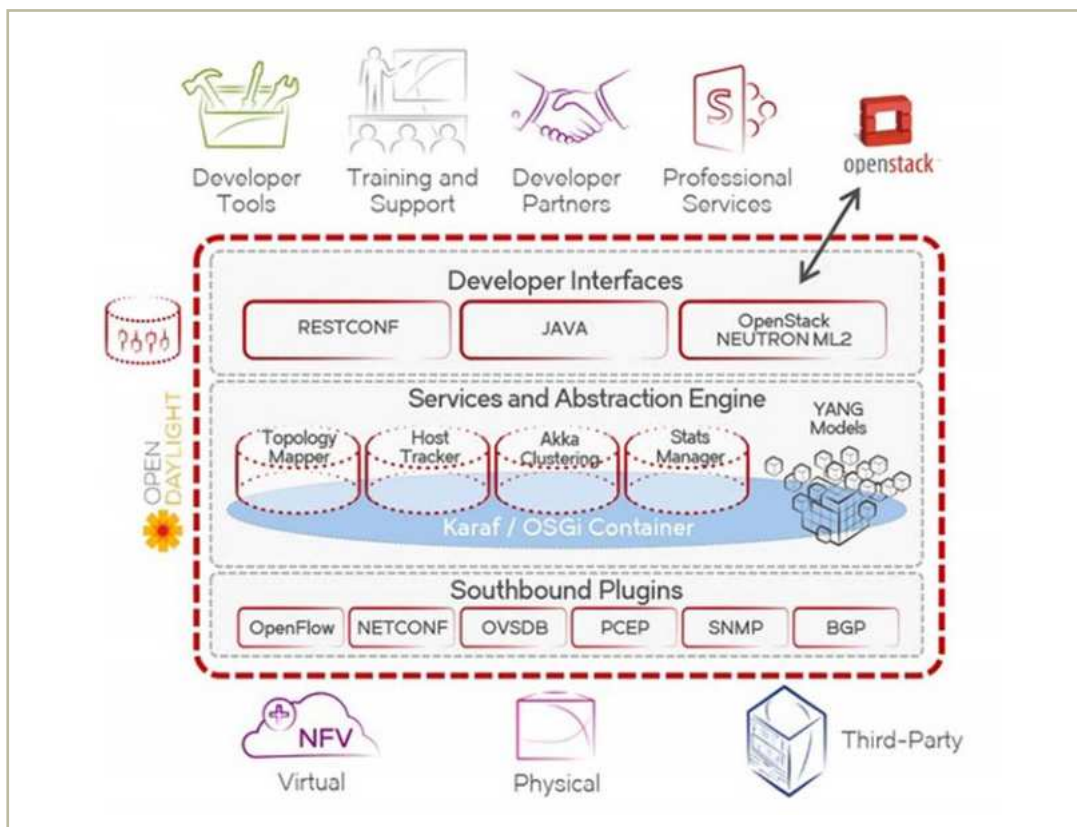 Developer
Tools
Training and
Support
Developer
Partners
S
Professional
Services
openstack™
Developer Interfaces
RESTCONF
JAVA
OpenStack
NEUTRON ML2
Services and Abstraction Engine
Topology
Mapper
Host
Tracker
Akka
Clustering
Stats
Manager
YANG
Models
Karaf / OSGi Container
OPEN
DAYLIGHT
Southbound Plugins
OpenFlow
NETCONF
OVSDB
PCEP
SNMP
BGP
NFV
Virtual
Physical
Third-Party